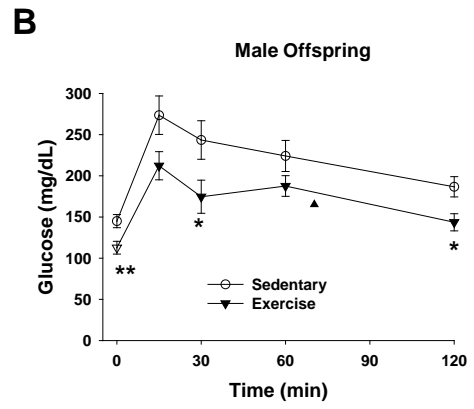 B
Male Offspring
300
250
200
150
100
50
0
Glucose (mg/dL)
**
*
*
Sedentary
Exercise
0 30 60 90 120
Time (min)